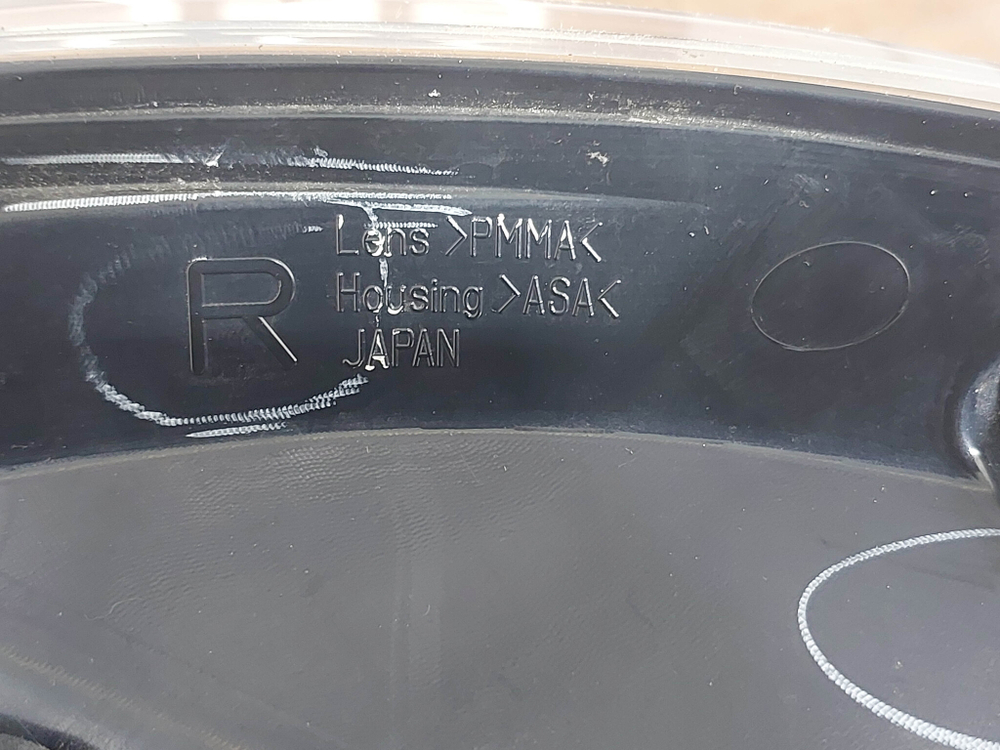 R
Lens >PMMA<
Housing >ASA<
JAPAN